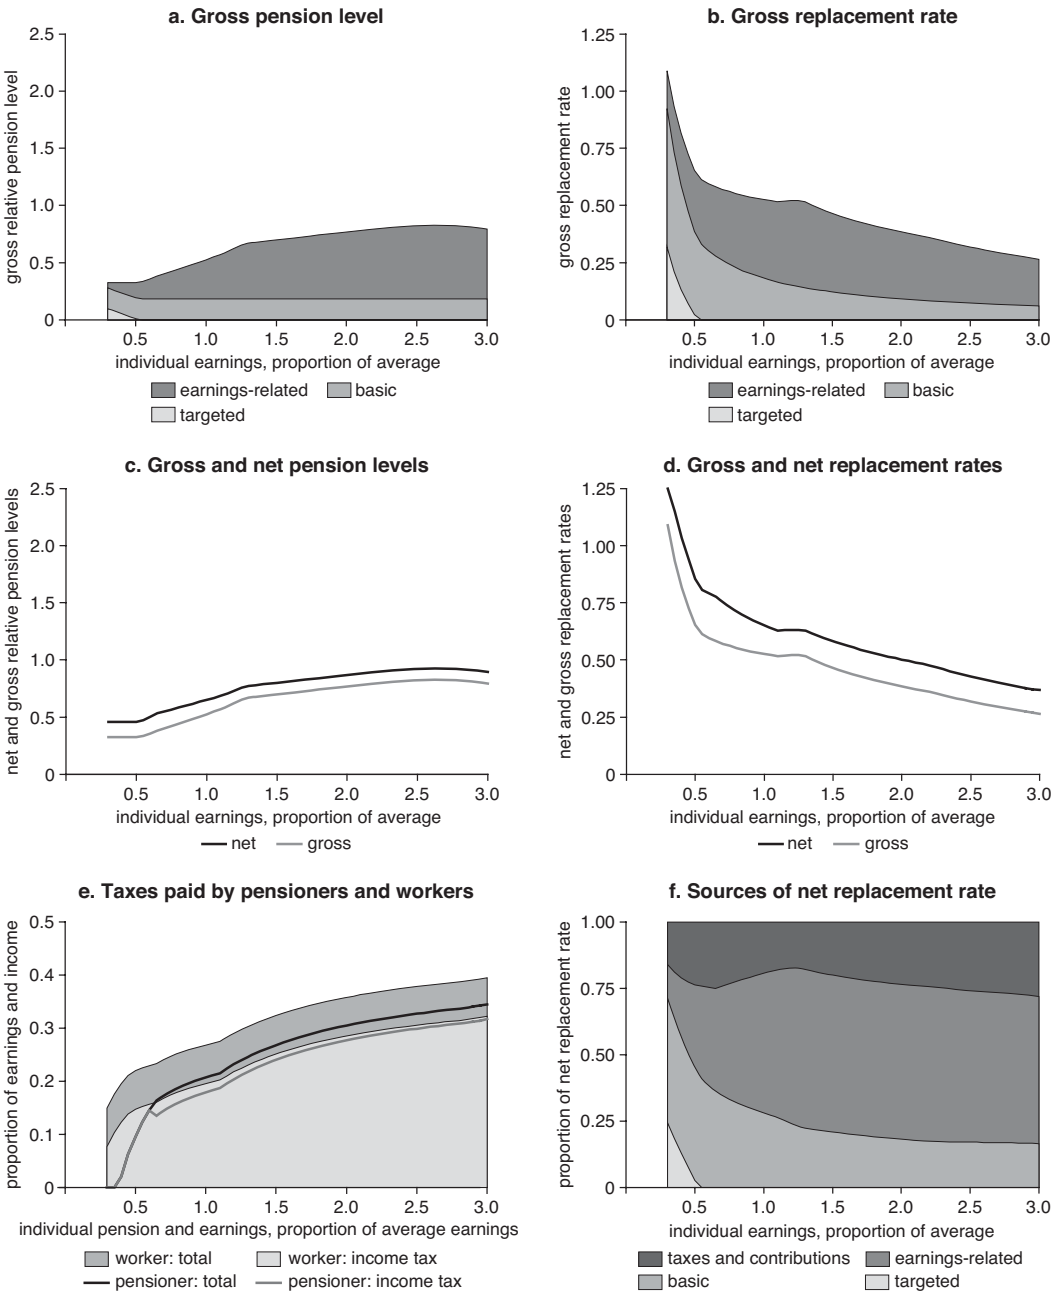 a. Gross pension level
gross relative pension level
2.5
2.0
1.5
1.0
0.5
0
0.5 1.0 1.5 2.0 2.5 3.0
individual earnings, proportion of average
earnings-related basic
targeted
b. Gross replacement rate
gross replacement rate
1.25
1.00
0.75
0.50
0.25
0
0.5 1.0 1.5 2.0 2.5 3.0
individual earnings, proportion of average
earnings-related basic
targeted
c. Gross and net pension levels
net and gross relative pension levels
2.5
2.0
1.5
1.0
0.5
0
0.5 1.0 1.5 2.0 2.5 3.0
individual earnings, proportion of average
net gross
d. Gross and net replacement rates
net and gross replacement rates
1.25
1.00
0.75
0.50
0.25
0
0.5 1.0 1.5 2.0 2.5 3.0
individual earnings, proportion of average
net gross
e. Taxes paid by pensioners and workers
proportion of earnings and income
0.5
0.4
0.3
0.2
0.1
0
0.5 1.0 1.5 2.0 2.5 3.0
individual pension and earnings, proportion of average earnings
worker: total worker: income tax
pensioner: total pensioner: income tax
f. Sources of net replacement rate
proportion of net replacement rate
1.00
0.75
0.50
0.25
0
0.5 1.0 1.5 2.0 2.5 3.0
individual earnings, proportion of average
taxes and contributions earnings-related
basic targeted